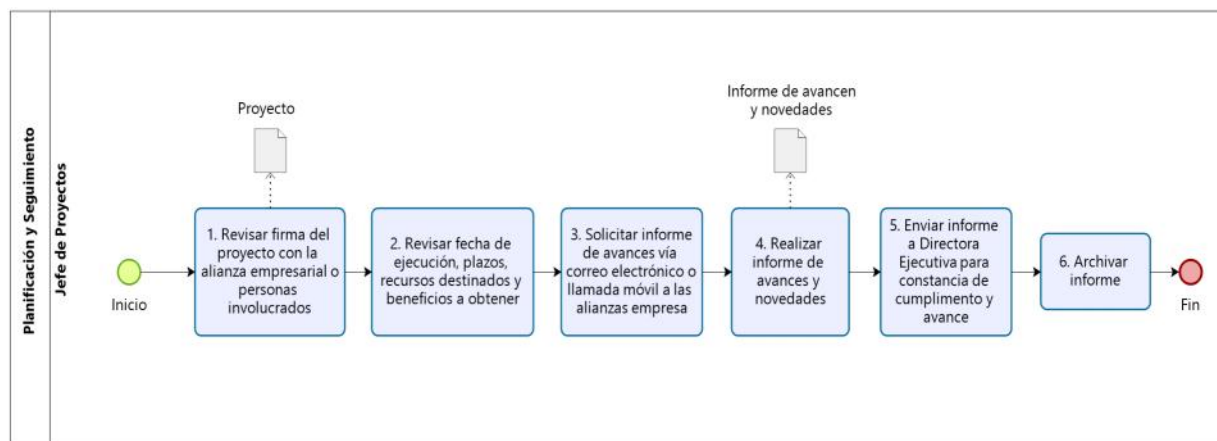 Planificación y Seguimiento
Jefe de Proyectos
Inicio
Proyecto
1. Revisar firma del
proyecto con la
alianza empresarial o
personas
involucrados
2. Revisar fecha de
ejecución, plazos,
recursos destinados y
beneficios a obtener
3. Solicitar informe
de avances vía
correo electrónico o
llamada móvil a las
alianzas empresa
Informe de avancen
y novedades
4. Realizar
informe de
avances y
novedades
5. Enviar informe
a Directora
Ejecutiva para
constancia de
cumplimento y
avance
6. Archivar
informe
Fin